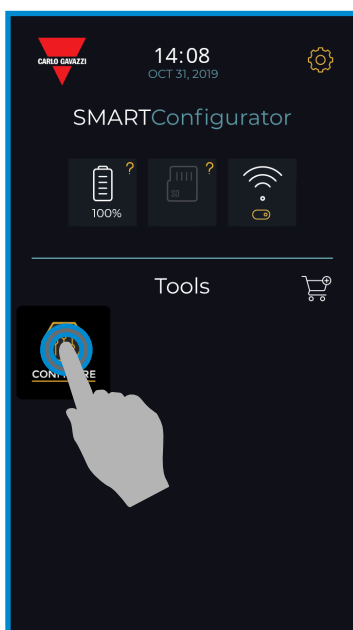 CARLO GAVAZZI
14:08
OCT 31, 2019
SMARTConfigurator
?
?
SD
100%
Tools